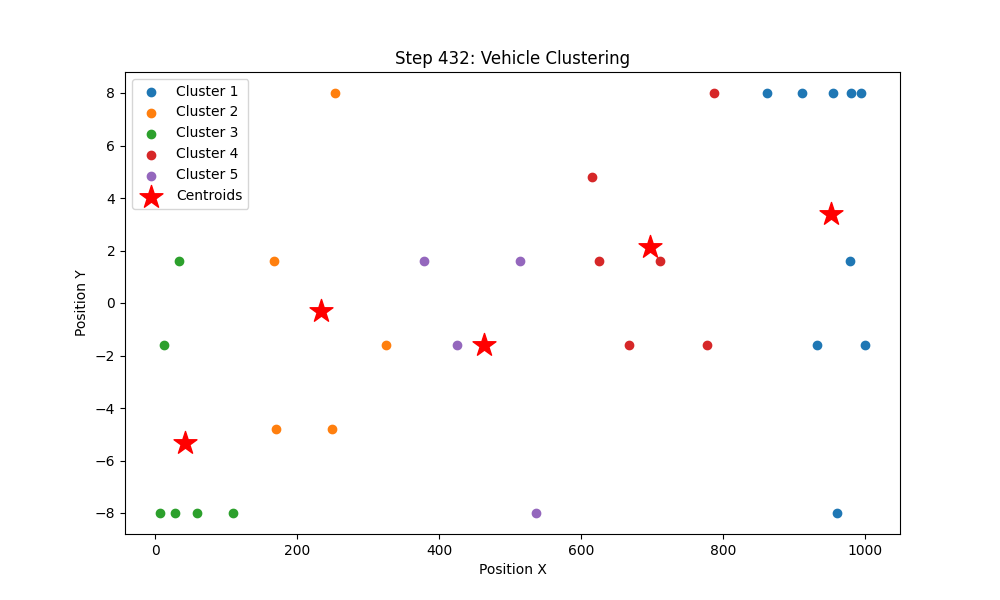 Step 432: Vehicle Clustering
Cluster 1
Cluster 2
Cluster 3
Cluster 4
Cluster 5
Centroids
8
6
4
2
0
−2
−4
−6
−8
Position Y
0
200
400
600
800
1000
Position X